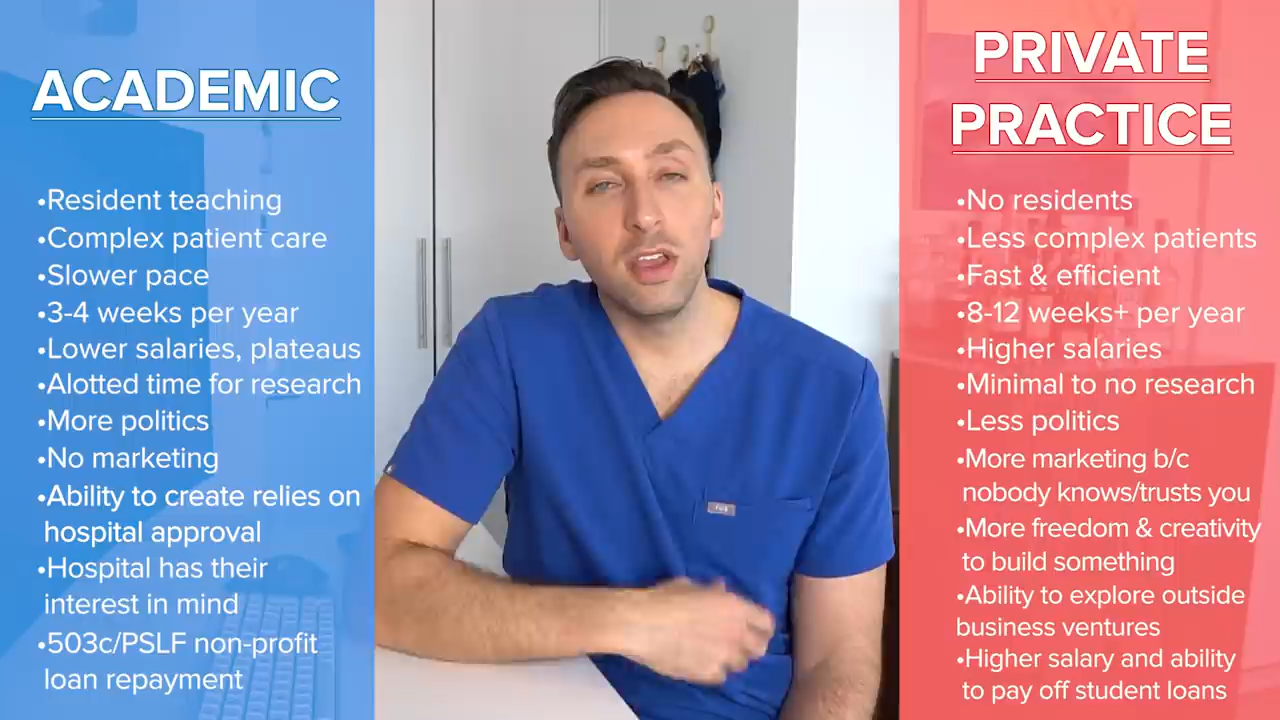 ACADEMIC
•Resident teaching
•Complex patient care
•Slower pace
•3-4 weeks per year
•Lower salaries, plateaus
•Alotted time for research
•More politics
•No marketing
•Ability to create relies on
hospital approval
•Hospital has their
interest in mind
•503c/PSLF non-profit
loan repayment
PRIVATE
PRACTICE
•No residents
•Less complex patients
•Fast & efficient
•8-12 weeks+ per year
•Higher salaries
•Minimal to no research
•Less politics
•More marketing b/c
nobody knows/trusts you
•More freedom & creativity
to build something
•Ability to explore outside
business ventures
•Higher salary and ability
to pay off student loans